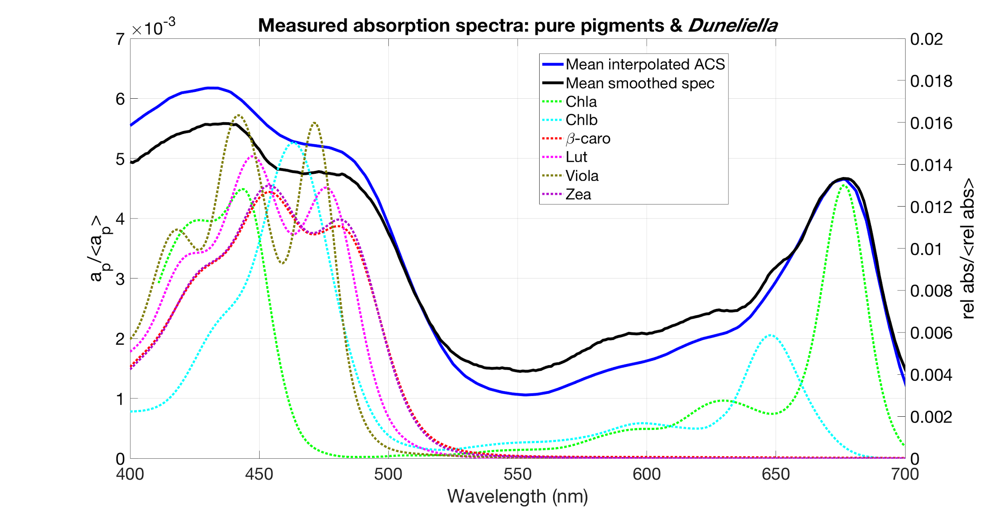 Measured absorption spectra: pure pigments & Duneliella
×10⁻³
7
6
5
4
3
2
1
0
aₚ/<aₚ>
0.02
0.018
0.016
0.014
0.012
0.01
0.008
0.006
0.004
0.002
0
rel abs/<rel abs>
Mean interpolated ACS
Mean smoothed spec
Chla
Chlb
β-caro
Lut
Viola
Zea
400 450 500 550 600 650 700
Wavelength (nm)